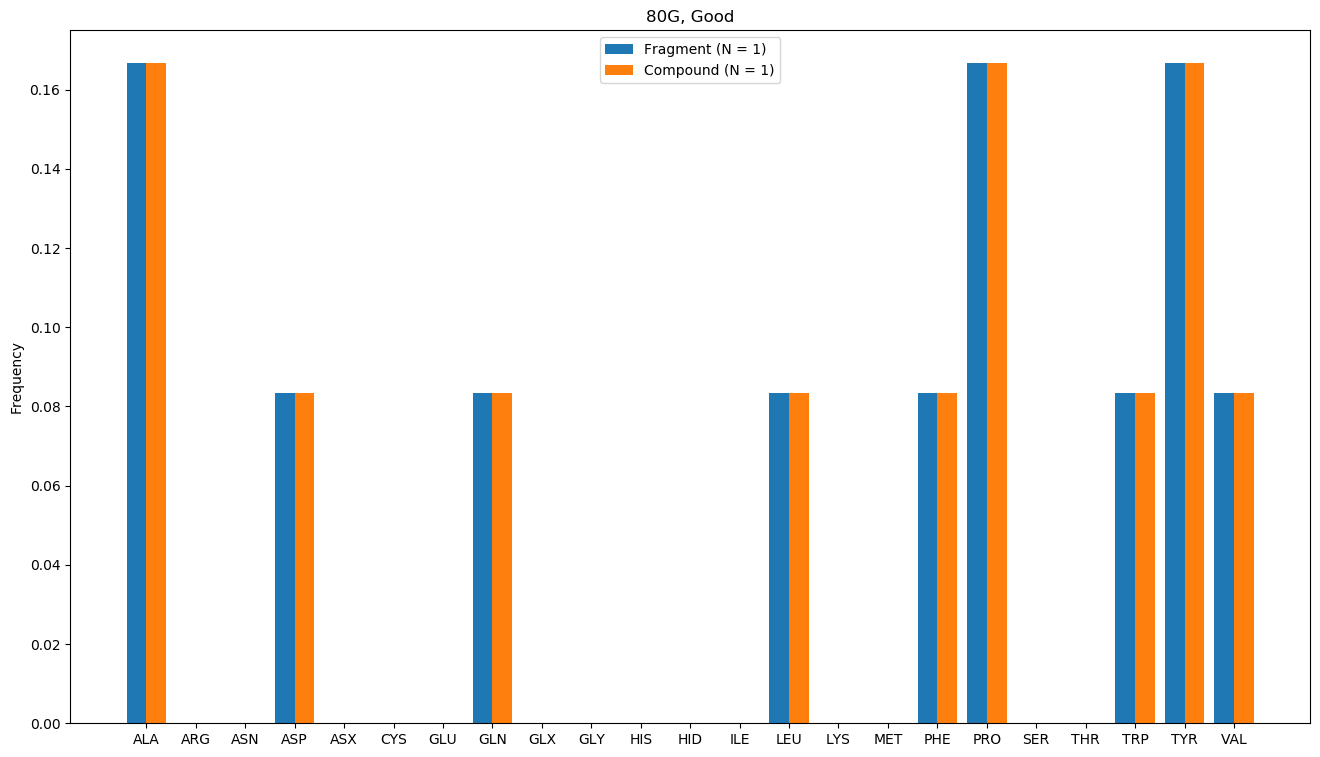 80G, Good
Fragment (N = 1)
Compound (N = 1)
Frequency
0.16
0.14
0.12
0.10
0.08
0.06
0.04
0.02
0.00
ALA ARG ASN ASP ASX CYS GLU GLN GLX GLY HIS HID ILE LEU LYS MET PHE PRO SER THR TRP TYR VAL